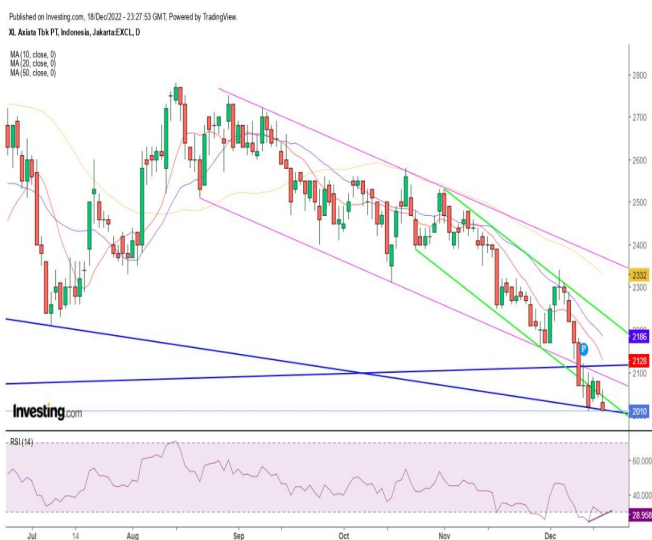 Published on Investing.com, 18/Dec/2022 - 23:27:53 GMT, Powered by TradingView.
XL Axiata Tbk PT, Indonesia, Jakarta:EXCL, D
MA (10, close, 0)
MA (20, close, 0)
MA (50, close, 0)
2800
2700
2600
2500
2400
2332
2300
2186
2128
2100
2010
P
Investing.com
RSI (14)
60.000
40.000
28.958
Jul 14 Aug Sep Oct Nov Dec